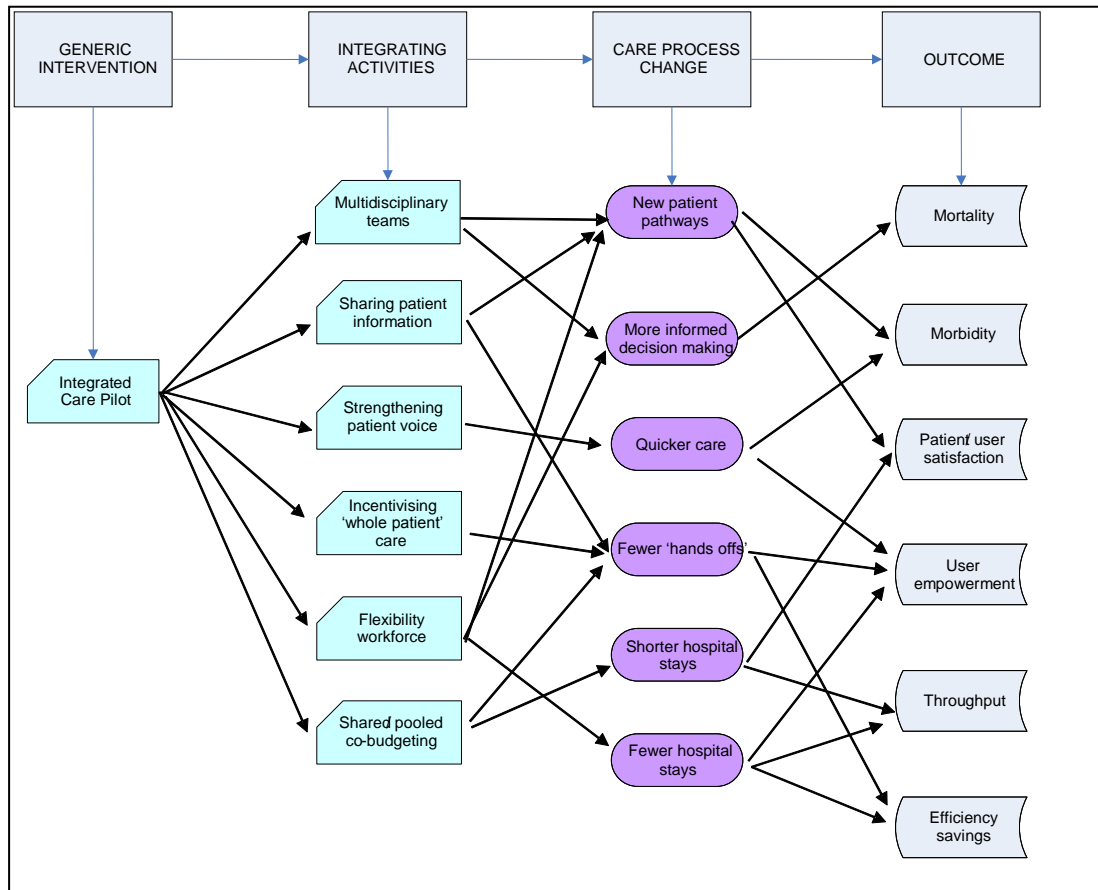 GENERIC
INTERVENTION
INTEGRATING
ACTIVITIES
CARE PROCESS
CHANGE
OUTCOME
Integrated
Care Pilot
Multidisciplinary
teams
Sharing patient
information
Strengthening
patient voice
Incentivising
‘whole patient’
care
Flexibility
workforce
Shared/ pooled
co-budgeting
New patient
pathways
More informed
decision making
Quicker care
Fewer ‘hands offs’
Shorter hospital
stays
Fewer hospital
stays
Mortality
Morbidity
Patient/ user
satisfaction
User
empowerment
Throughput
Efficiency
savings